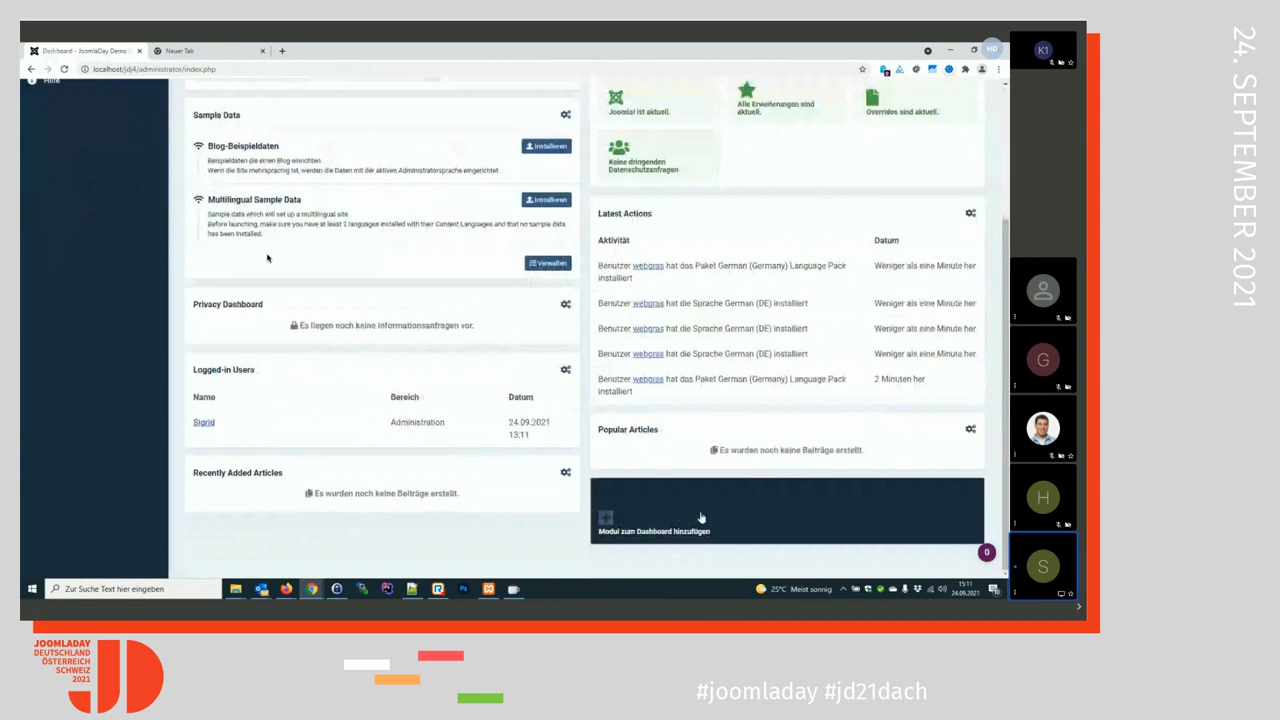 Dashboard - JoomlaDay Demo
Neuer Tab
localhost/jdj4/administrator/index.php
HD
K1
24. SEPTEMBER 2021
Hilfe
Sample Data
Blog-Beispieldaten
Installieren
Beispieldaten die einen Blog einrichten
Wenn die Site mehrsprachig ist, werden die Daten mit der aktiven Administratorsprache eingerichtet
Multilingual Sample Data
Installieren
Sample data which will set up a multilingual site.
Before launching, make sure you have at least 2 languages installed with their Content Languages and that no sample data
has been installed.
Verwalten
Privacy Dashboard
Es liegen noch keine Informationsanfragen vor.
Logged-in Users
Name Bereich Datum
Sigrid Administration 24.09.2021
13:11
Recently Added Articles
Es wurden noch keine Beiträge erstellt.
Joomla! ist aktuell.
Alle Erweiterungen sind
aktuell.
Overrides sind aktuell.
Keine dringenden
Datenschutzanfragen
Latest Actions
Aktivität Datum
Benutzer webgras hat das Paket German (Germany) Language Pack Weniger als eine Minute her
installiert
Benutzer webgras hat die Sprache German (DE) installiert Weniger als eine Minute her
Benutzer webgras hat die Sprache German (DE) installiert Weniger als eine Minute her
Benutzer webgras hat die Sprache German (DE) installiert Weniger als eine Minute her
Benutzer webgras hat das Paket German (Germany) Language Pack 2 Minuten her
installiert
Popular Articles
Es wurden noch keine Beiträge erstellt.
Modul zum Dashboard hinzufügen
0
G
H
S
Zur Suche Text hier eingeben
25°C Meist sonnig
15:11
24.09.2021
JOOMLADAY
DEUTSCHLAND
ÖSTERREICH
SCHWEIZ
2021
JD
#joomladay #jd21dach